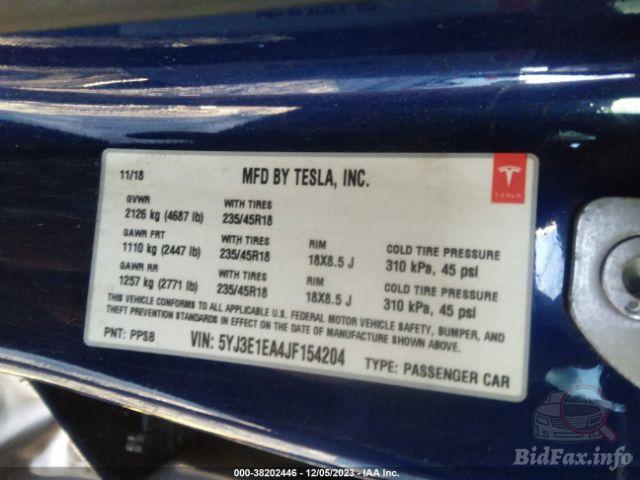 11/18 MFD BY TESLA, INC.
TESLA
GVWR WITH TIRES
2126 kg (4687 lb) 235/45R18
GAWR FRT WITH TIRES RIM COLD TIRE PRESSURE
1110 kg (2447 lb) 235/45R18 18X8.5 J 310 kPa, 45 psi
GAWR RR WITH TIRES RIM COLD TIRE PRESSURE
1257 kg (2771 lb) 235/45R18 18X8.5 J 310 kPa, 45 psi
THIS VEHICLE CONFORMS TO ALL APPLICABLE U.S. FEDERAL MOTOR VEHICLE SAFETY, BUMPER, AND
THEFT PREVENTION STANDARDS IN EFFECT ON THE DATE OF MANUFACTURE SHOWN ABOVE.
PNT: PPSB VIN: 5YJ3E1EA4JF154204 TYPE: PASSENGER CAR
BidFax.info
000-38202446 - 12/05/2023 - IAA Inc.